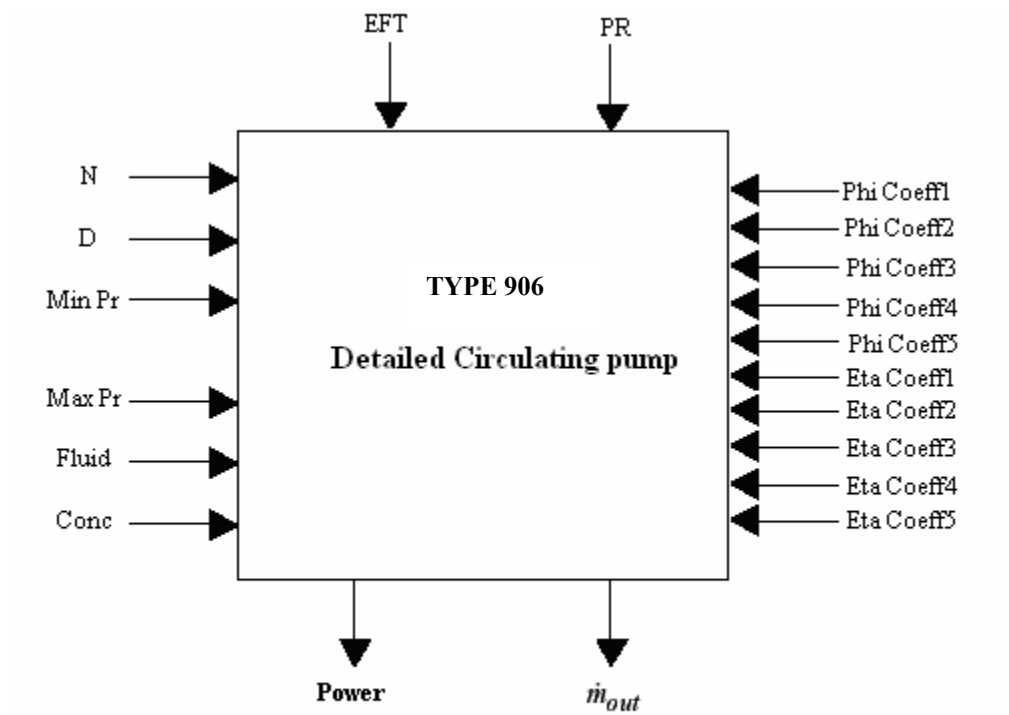 EFT
PR
N
D
Min Pr
Max Pr
Fluid
Conc
TYPE 906
Detailed Circulating pump
Phi Coeff1
Phi Coeff2
Phi Coeff3
Phi Coeff4
Phi Coeff5
Eta Coeff1
Eta Coeff2
Eta Coeff3
Eta Coeff4
Eta Coeff5
Power
ṁout